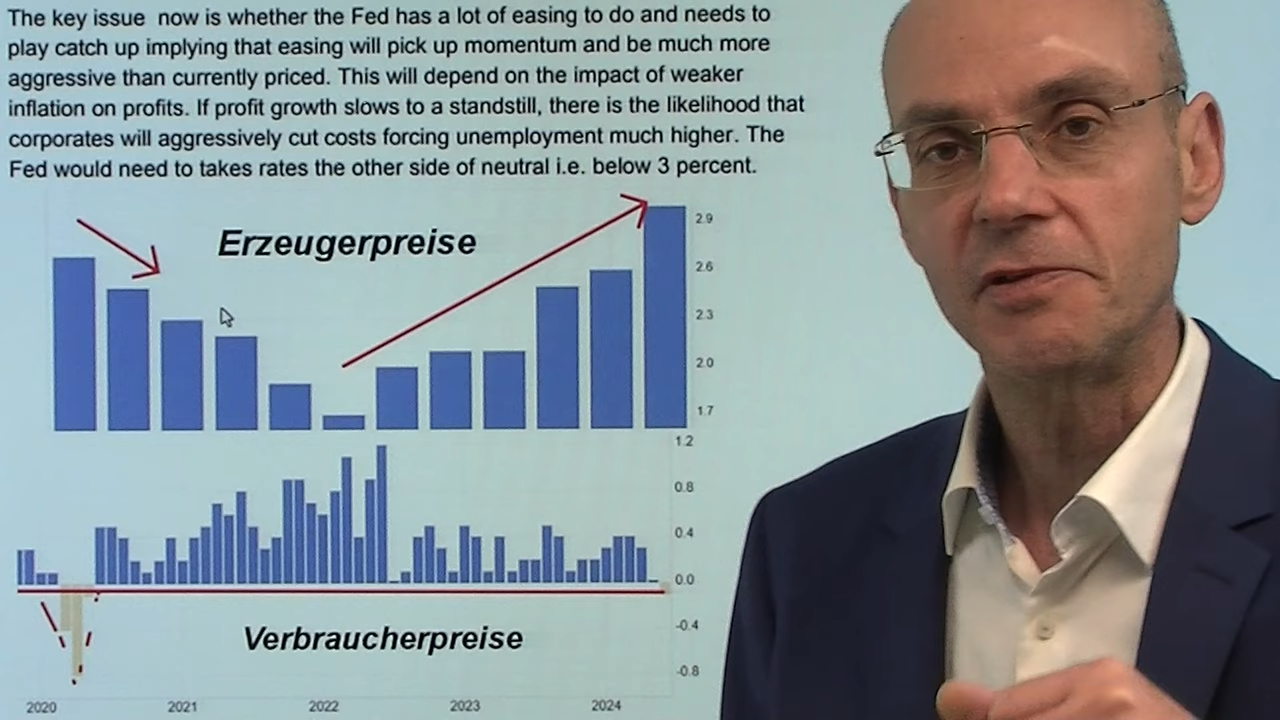 The key issue now is whether the Fed has a lot of easing to do and needs to
play catch up implying that easing will pick up momentum and be much more
aggressive than currently priced. This will depend on the impact of weaker
inflation on profits. If profit growth slows to a standstill, there is the likelihood that
corporates will aggressively cut costs forcing unemployment much higher. The
Fed would need to takes rates the other side of neutral i.e. below 3 percent.
Erzeugerpreise
2.9
2.6
2.3
2.0
1.7
1.2
0.8
0.4
0.0
-0.4
-0.8
Verbraucherpreise
2020 2021 2022 2023 2024